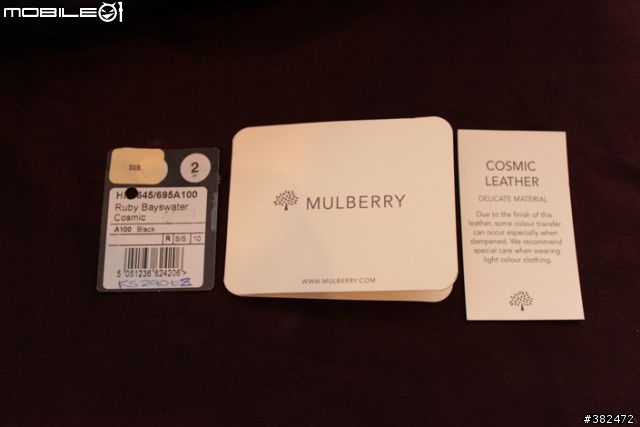 MOBILE01
SUB.
2
645/695A100
Ruby Bayswater
Cosmic
A100 Black
R S/S 10
5 051236 624206>
MULBERRY
WWW.MULBERRY.COM
COSMIC
LEATHER
DELICATE MATERIAL
Due to the finish of this
leather, some colour transfer
can occur especially when
dampened. We recommend
special care when wearing
light colour clothing.
#382472